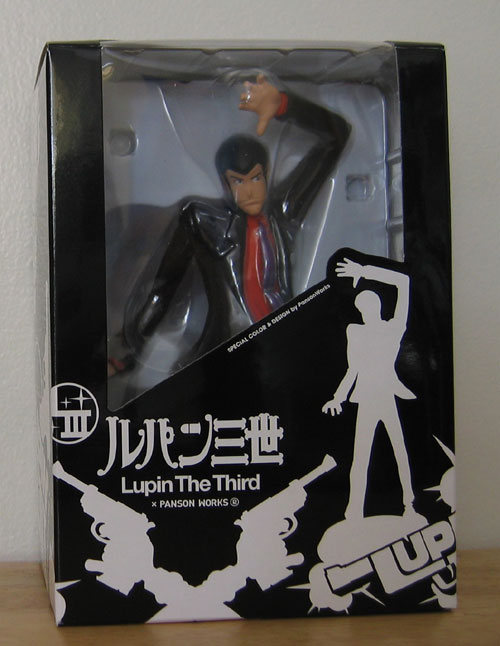 SPECIAL COLOR & DESIGN by PansonWorks
III
ルパン三世
Lupin The Third
× PANSON WORKS ®
LUP